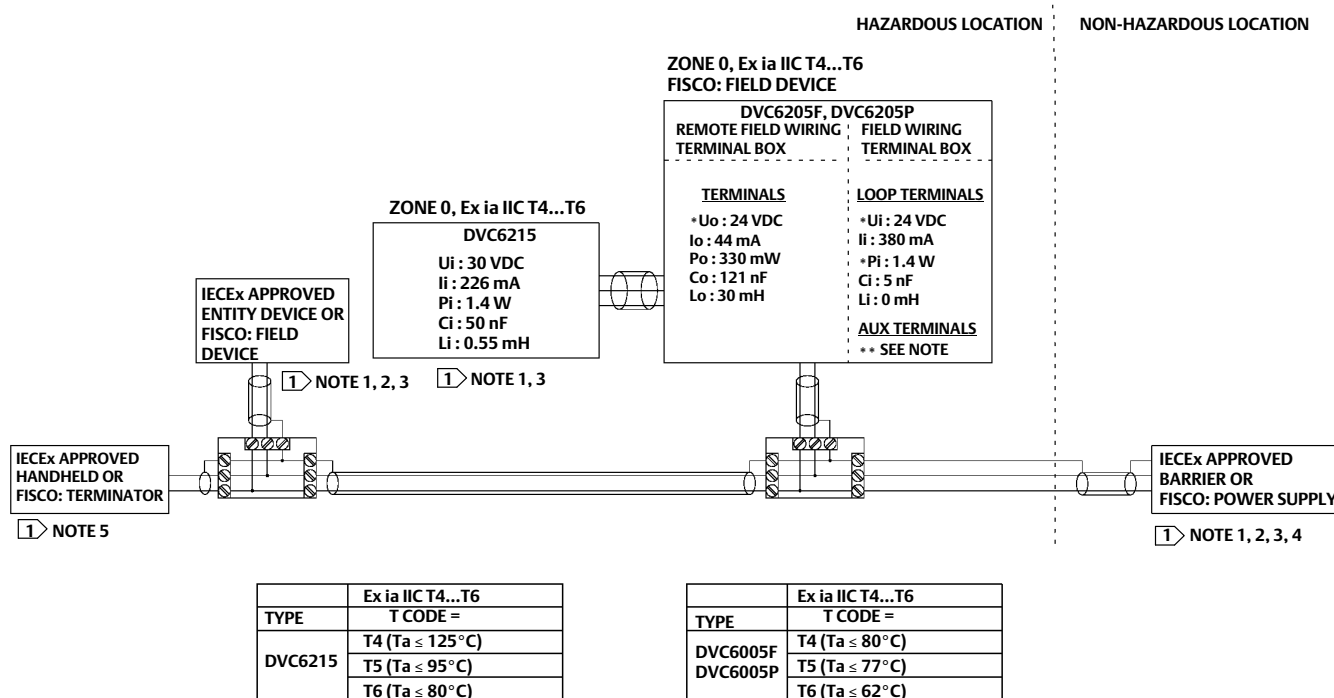 HAZARDOUS LOCATION
NON-HAZARDOUS LOCATION
ZONE 0, Ex ia IIC T4...T6
FISCO: FIELD DEVICE
DVC6205F, DVC6205P
REMOTE FIELD WIRING
TERMINAL BOX
FIELD WIRING
TERMINAL BOX
TERMINALS
*Uo : 24 VDC
Io : 44 mA
Po : 330 mW
Co : 121 nF
Lo : 30 mH
LOOP TERMINALS
*Ui : 24 VDC
Ii : 380 mA
*Pi : 1.4 W
Ci : 5 nF
Li : 0 mH
AUX TERMINALS
** SEE NOTE
ZONE 0, Ex ia IIC T4...T6
DVC6215
Ui : 30 VDC
Ii : 226 mA
Pi : 1.4 W
Ci : 50 nF
Li : 0.55 mH
1 NOTE 1, 3
IECEx APPROVED
ENTITY DEVICE OR
FISCO: FIELD
DEVICE
1 NOTE 1, 2, 3
IECEx APPROVED
HANDHELD OR
FISCO: TERMINATOR
1 NOTE 5
IECEx APPROVED
BARRIER OR
FISCO: POWER SUPPLY
1 NOTE 1, 2, 3, 4
Ex ia IIC T4...T6
TYPE T CODE =
DVC6215
T4 (Ta ≤ 125°C)
T5 (Ta ≤ 95°C)
T6 (Ta ≤ 80°C)
Ex ia IIC T4...T6
TYPE T CODE =
DVC6005F
DVC6005P
T4 (Ta ≤ 80°C)
T5 (Ta ≤ 77°C)
T6 (Ta ≤ 62°C)